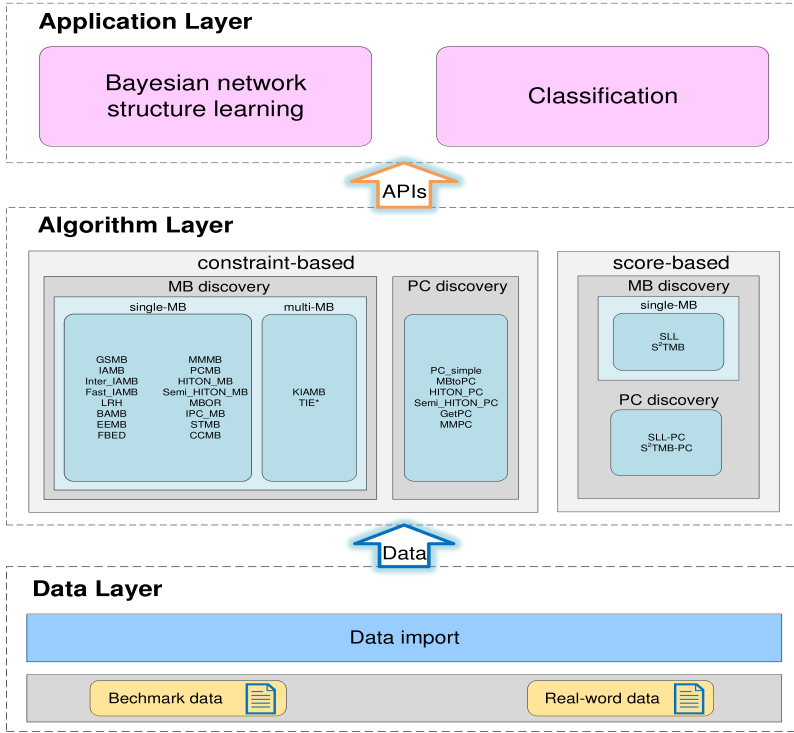 Application Layer
Bayesian network
structure learning
Classification
APIs
Algorithm Layer
constraint-based
MB discovery
single-MB
GSMB
IAMB
Inter_IAMB
Fast_IAMB
LRH
BAMB
EEMB
FBED
MMMB
PCMB
HITON_MB
Semi_HITON_MB
MBOR
IPC_MB
STMB
CCMB
multi-MB
KIAMB
TIE*
PC discovery
PC_simple
MBtoPC
HITON_PC
Semi_HITON_PC
GetPC
MMPC
score-based
MB discovery
single-MB
SLL
S²TMB
PC discovery
SLL-PC
S²TMB-PC
Data
Data Layer
Data import
Bechmark data
Real-word data